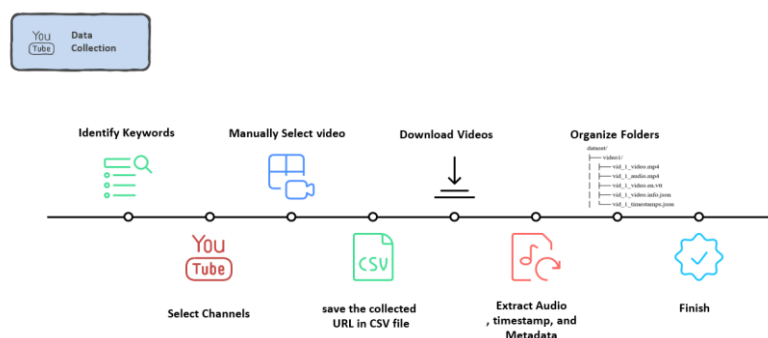 You
Tube
Data
Collection
Identify Keywords
Manually Select video
Download Videos
Organize Folders
dataset/
├── video1/
│ ├──vid_1_video.mp4
│ ├──vid_1_audio.mp4
│ ├──vid_1_video.en.vtt
│ ├──vid_1_video.info.json
│ └──vid_1_timestamps.json
You
Tube
CSV
Select Channels
save the collected
URL in CSV file
Extract Audio
, timestamp, and
Metadata
Finish